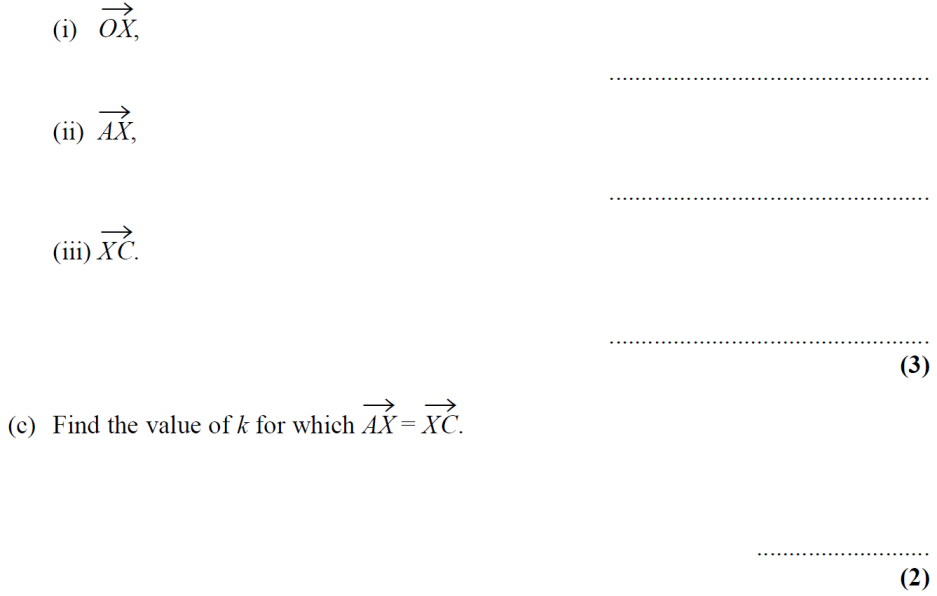 (i) $\overrightarrow{OX}$,
..................................................
(ii) $\overrightarrow{AX}$,
..................................................
(iii) $\overrightarrow{XC}$.
..................................................
(3)
(c) Find the value of k for which $\overrightarrow{AX}$ = $\overrightarrow{XC}$.
...........................
(2)